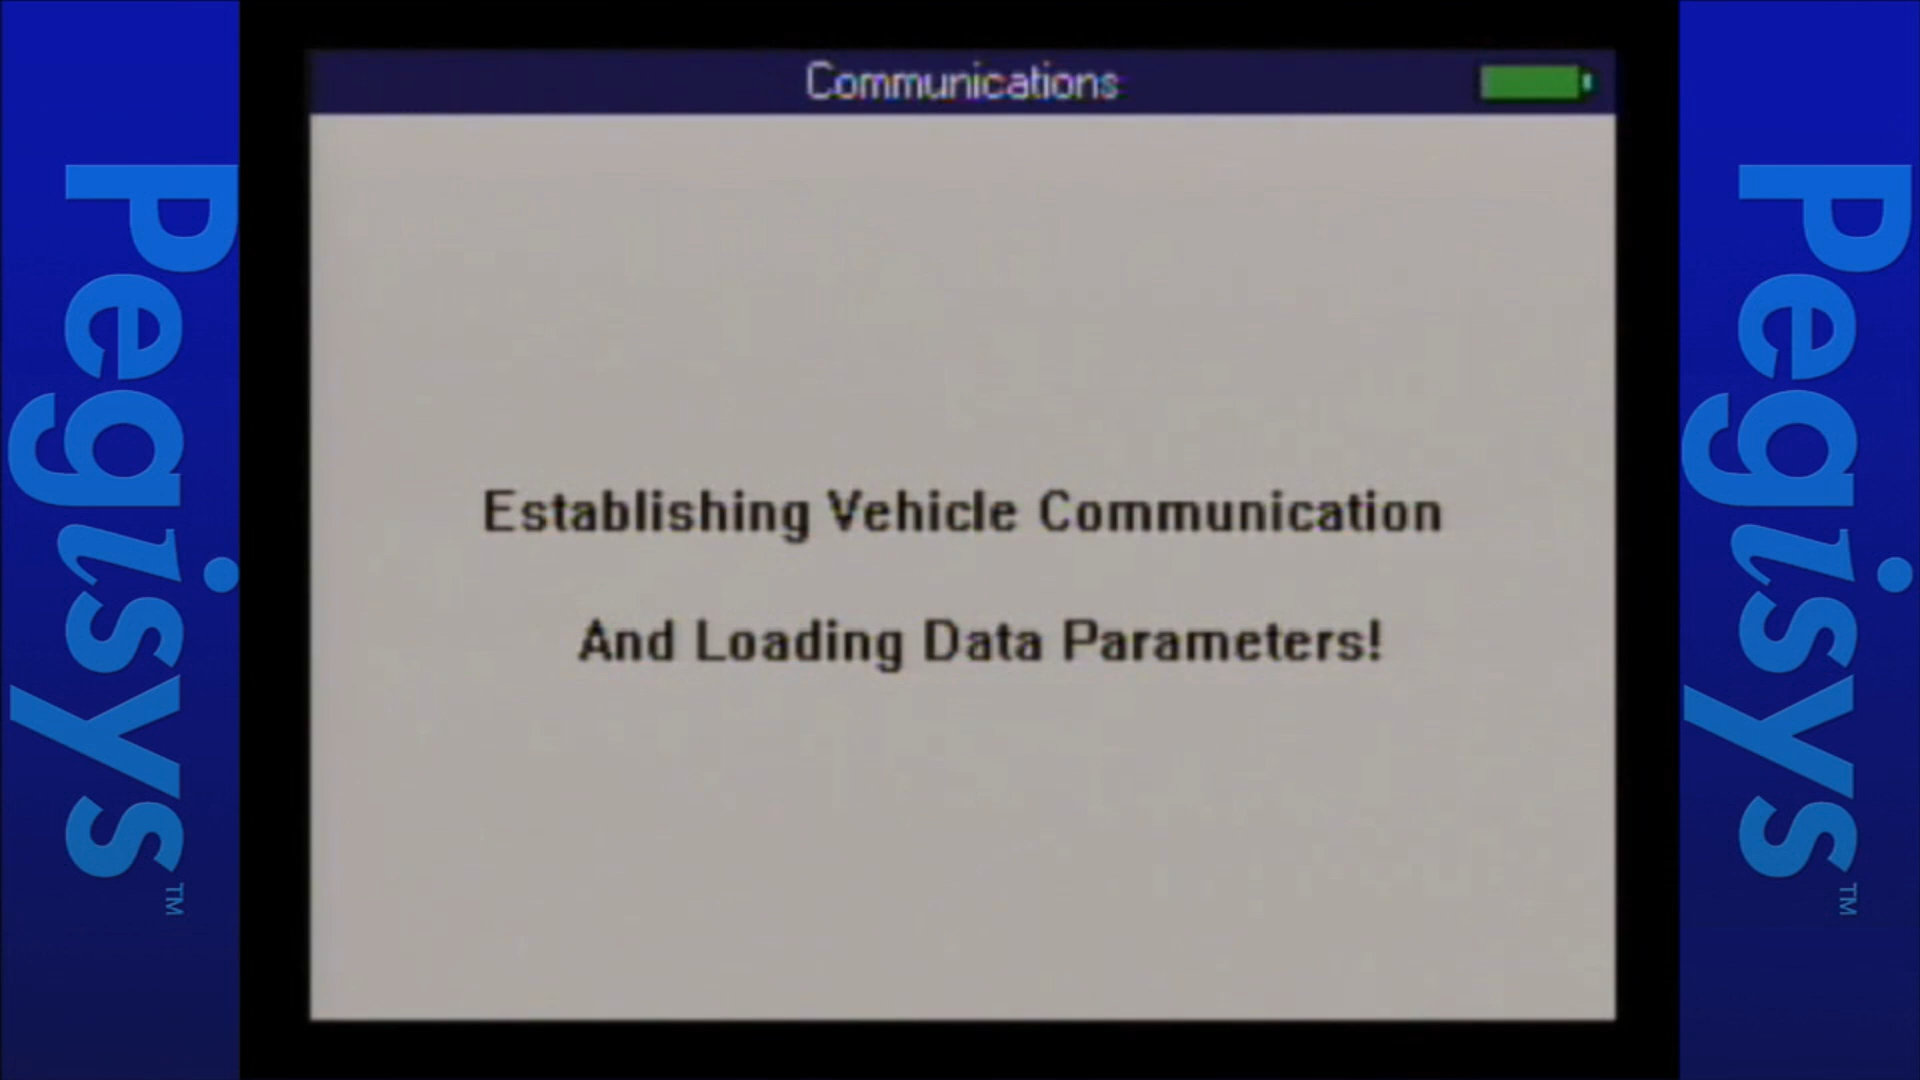 Communications
Establishing Vehicle Communication
And Loading Data Parameters!
Pegisys™
Pegisys™